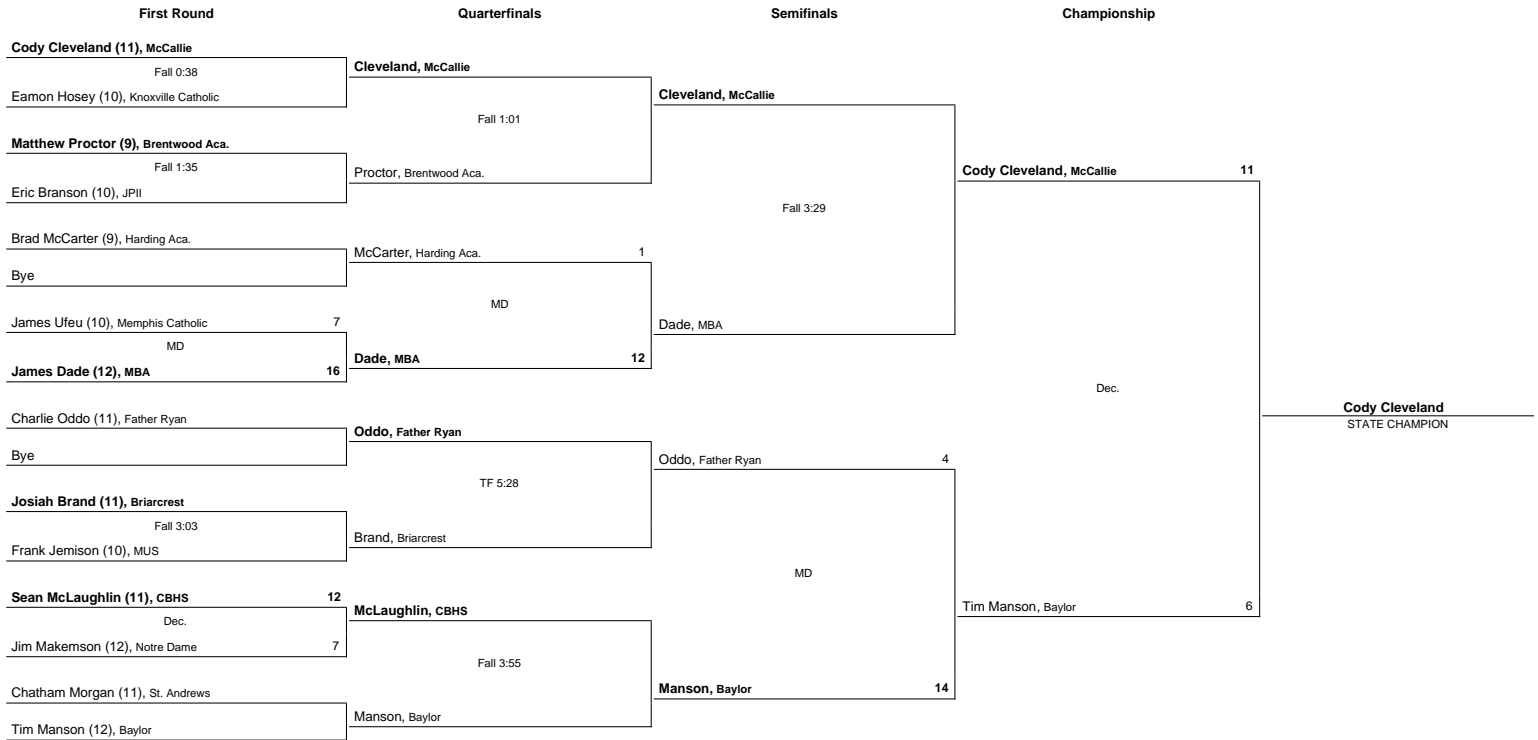 First Round Quarterfinals Semifinals Championship
Cody Cleveland (11), McCallie
Fall 0:38
Eamon Hosey (10), Knoxville Catholic
Matthew Proctor (9), Brentwood Aca.
Fall 1:35
Eric Branson (10), JPII
Brad McCarter (9), Harding Aca.
Bye
James Ufeu (10), Memphis Catholic 7
MD
James Dade (12), MBA 16
Charlie Oddo (11), Father Ryan
Bye
Josiah Brand (11), Briarcrest
Fall 3:03
Frank Jemison (10), MUS
Sean McLaughlin (11), CBHS 12
Dec.
Jim Makemson (12), Notre Dame 7
Chatham Morgan (11), St. Andrews
Tim Manson (12), Baylor
Cleveland, McCallie
Fall 1:01
Proctor, Brentwood Aca.
McCarter, Harding Aca. 1
MD
Dade, MBA 12
Oddo, Father Ryan
TF 5:28
Brand, Briarcrest
McLaughlin, CBHS
Fall 3:55
Manson, Baylor
Cleveland, McCallie
Fall 3:29
Dade, MBA
Oddo, Father Ryan 4
MD
Manson, Baylor 14
Cody Cleveland, McCallie 11
Dec.
Tim Manson, Baylor 6
Cody Cleveland
STATE CHAMPION